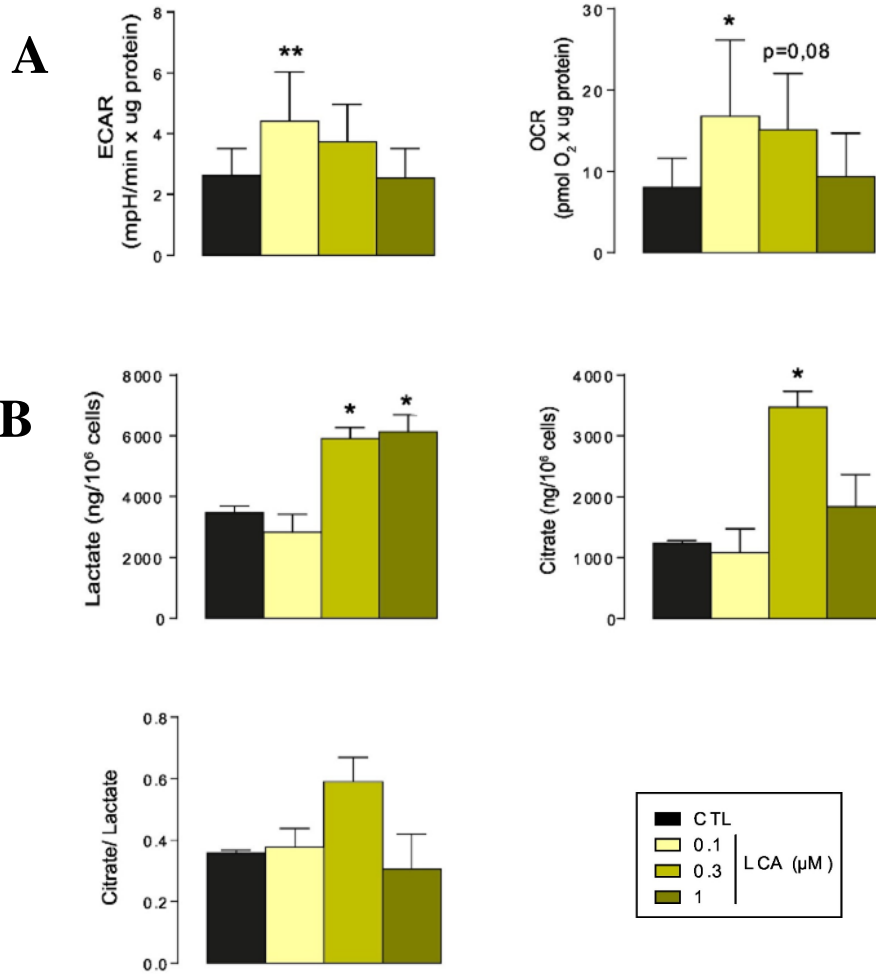 A
ECAR
(mpH/min x ug protein)
8
6
4
2
0
**
OCR
(pmol O2 x ug protein)
30
20
10
0
*
p=0,08
B
Lactate (ng/10⁶ cells)
8000
6000
4000
2000
0
*
*
Citrate (ng/10⁶ cells)
4000
3000
2000
1000
0
*
Citrate/ Lactate
0.8
0.6
0.4
0.2
0.0
CTL
0.1
0.3
1
LCA (µM)